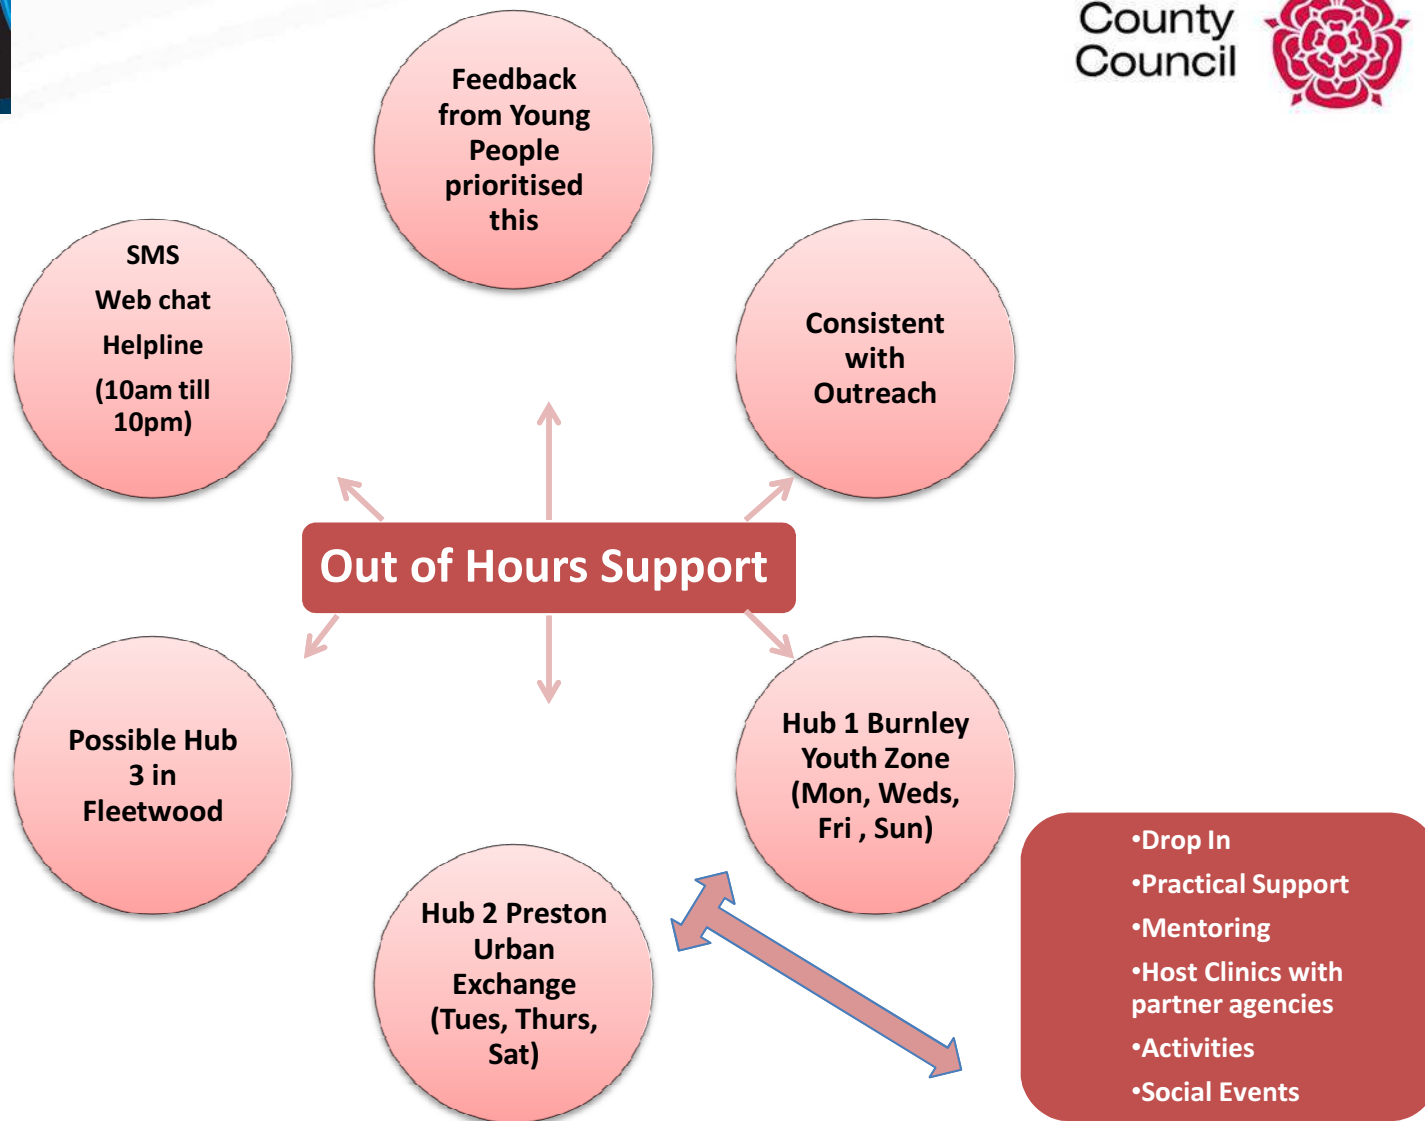 County
Council
Feedback
from Young
People
prioritised
this
SMS
Web chat
Helpline
(10am till
10pm)
Consistent
with
Outreach
Out of Hours Support
Possible Hub
3 in
Fleetwood
Hub 1 Burnley
Youth Zone
(Mon, Weds,
Fri , Sun)
Hub 2 Preston
Urban
Exchange
(Tues, Thurs,
Sat)
•Drop In
•Practical Support
•Mentoring
•Host Clinics with
partner agencies
•Activities
•Social Events